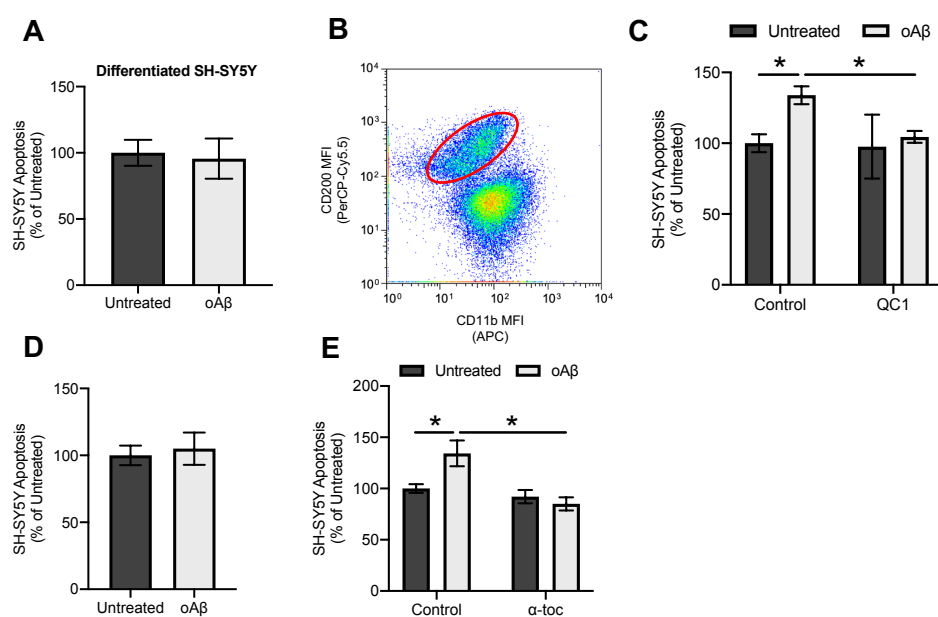 A
Differentiated SH-SY5Y
SH-SY5Y Apoptosis
(% of Untreated)
150
100
50
0
Untreated oAβ
B
CD200 MFI
(PerCP-Cy5.5)
10⁴
10³
10²
10¹
10⁰
10⁰ 10¹ 10² 10³ 10⁴
CD11b MFI
(APC)
C
Untreated oAβ
SH-SY5Y Apoptosis
(% of Untreated)
150
100
50
0
* *
Control QC1
D
SH-SY5Y Apoptosis
(% of Untreated)
150
100
50
0
Untreated oAβ
E
Untreated oAβ
SH-SY5Y Apoptosis
(% of Untreated)
200
150
100
50
0
* *
Control α-toc